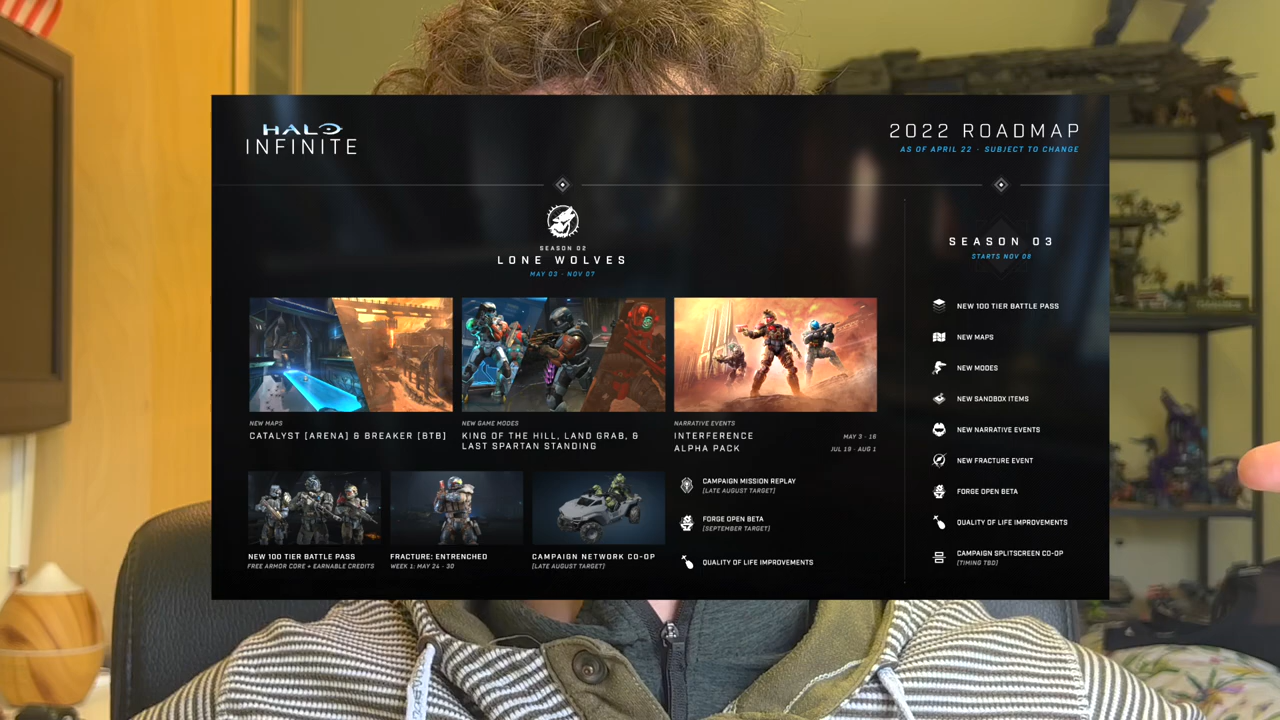 HALO
INFINITE
2022 ROADMAP
AS OF APRIL 22 · SUBJECT TO CHANGE
SEASON 02
LONE WOLVES
MAY 03 · NOV 07
NEW MAPS
CATALYST [ARENA] & BREAKER [BTB]
NEW GAME MODES
KING OF THE HILL, LAND GRAB, &
LAST SPARTAN STANDING
NARRATIVE EVENTS
INTERFERENCE
MAY 3 - 16
ALPHA PACK
JUL 19 - AUG 1
NEW 100 TIER BATTLE PASS
FREE ARMOR CORE + EARNABLE CREDITS
FRACTURE: ENTRENCHED
WEEK 1: MAY 24 - 30
CAMPAIGN NETWORK CO-OP
[LATE AUGUST TARGET]
CAMPAIGN MISSION REPLAY
[LATE AUGUST TARGET]
FORGE OPEN BETA
[SEPTEMBER TARGET]
QUALITY OF LIFE IMPROVEMENTS
SEASON 03
STARTS NOV 08
NEW 100 TIER BATTLE PASS
NEW MAPS
NEW MODES
NEW SANDBOX ITEMS
NEW NARRATIVE EVENTS
NEW FRACTURE EVENT
FORGE OPEN BETA
QUALITY OF LIFE IMPROVEMENTS
CAMPAIGN SPLITSCREEN CO-OP
[TIMING TBD]